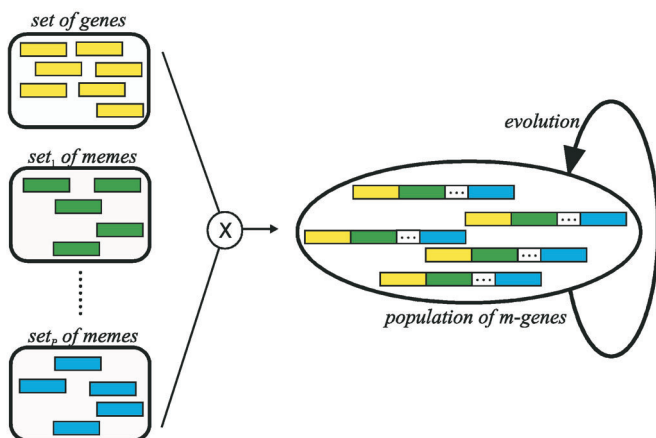 set of genes
set₁ of memes
setₚ of memes
X
evolution
population of m-genes